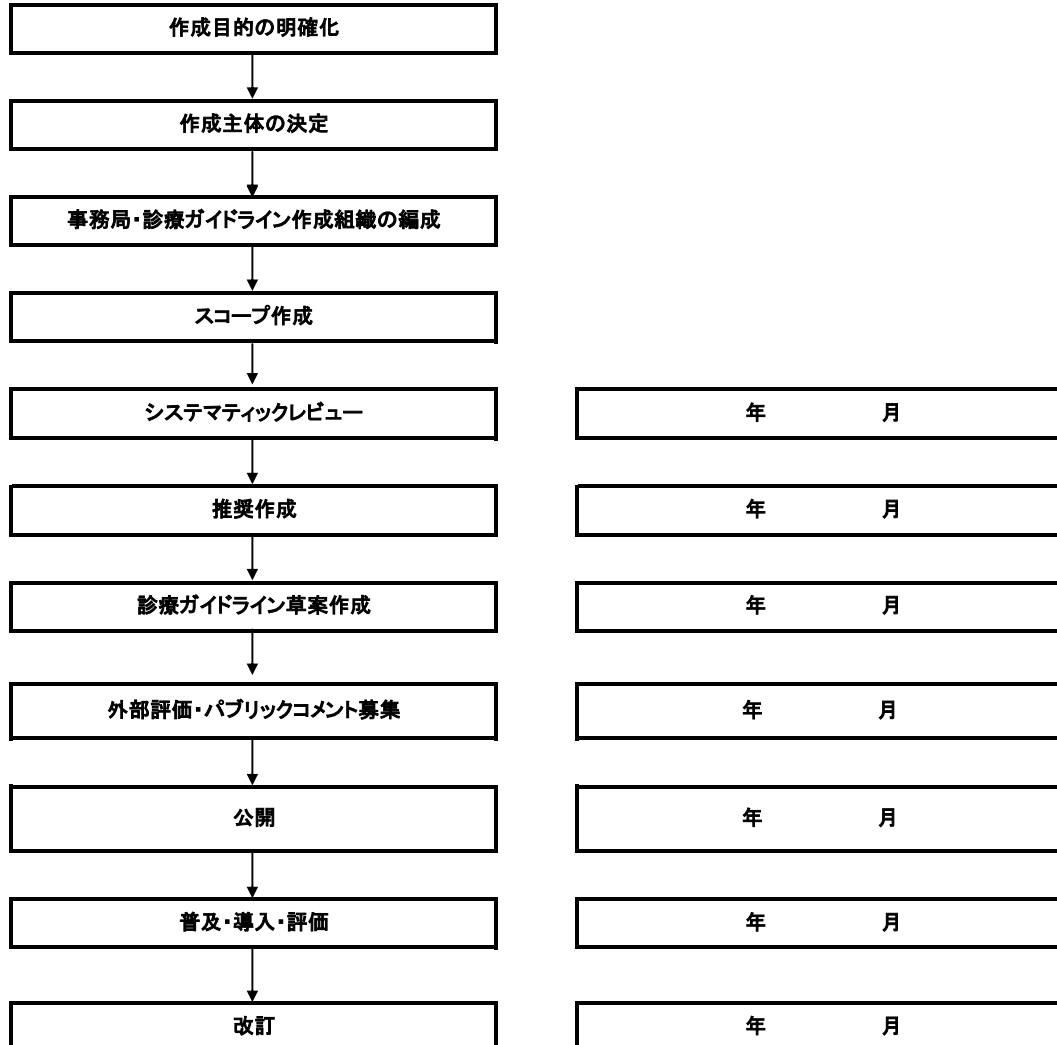 作成目的の明確化
作成主体の決定
事務局・診療ガイドライン作成組織の編成
スコープ作成
システマティックレビュー 年 月
推奨作成 年 月
診療ガイドライン草案作成 年 月
外部評価・パブリックコメント募集 年 月
公開 年 月
普及・導入・評価 年 月
改訂 年 月